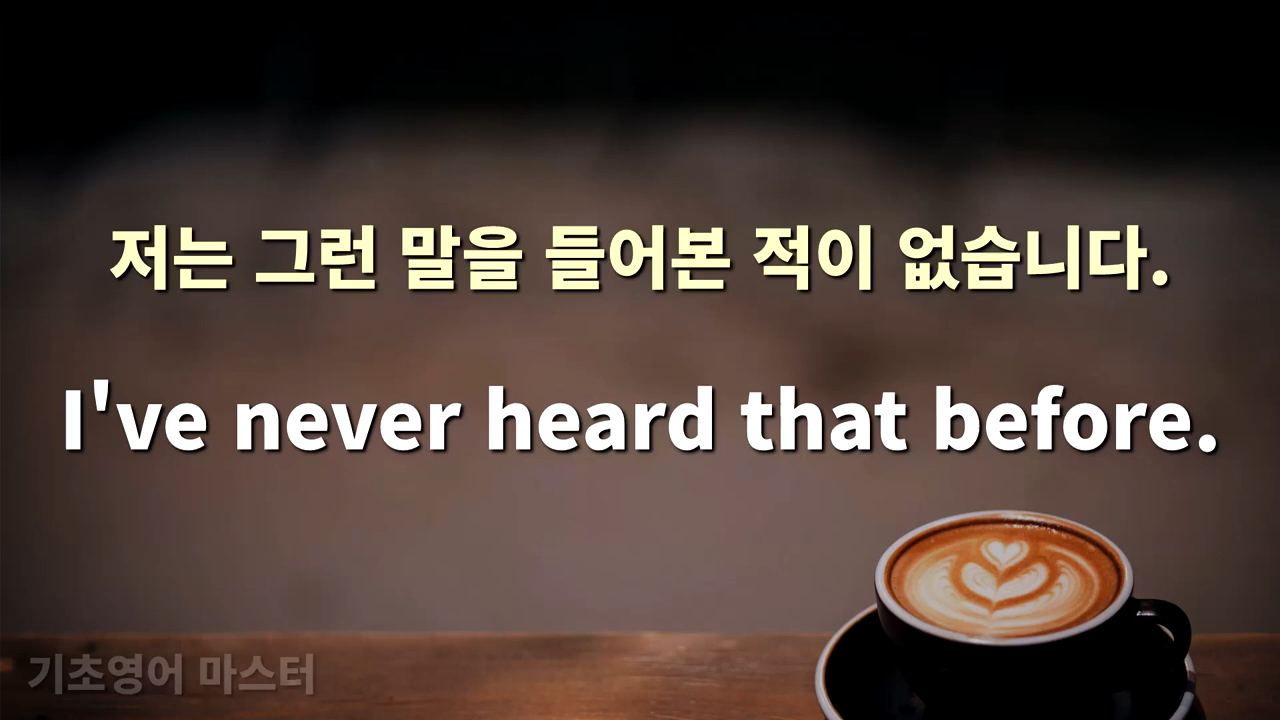 저는 그런 말을 들어본 적이 없습니다.
I've never heard that before.
기초영어 마스터